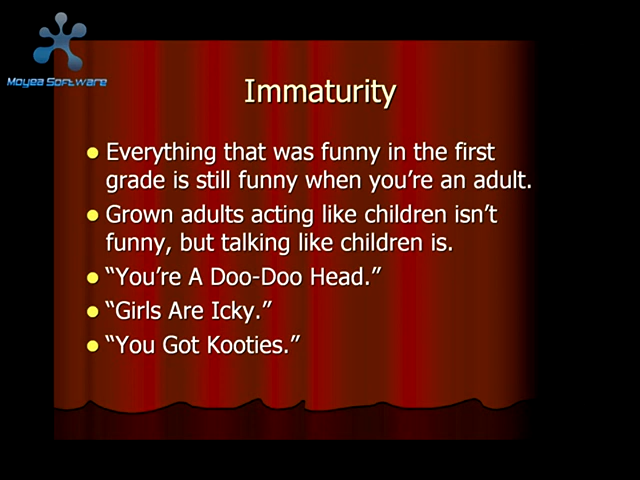 Moyea Software
Immaturity
Everything that was funny in the first
grade is still funny when you’re an adult.
Grown adults acting like children isn’t
funny, but talking like children is.
“You’re A Doo-Doo Head.”
“Girls Are Icky.”
“You Got Kooties.”